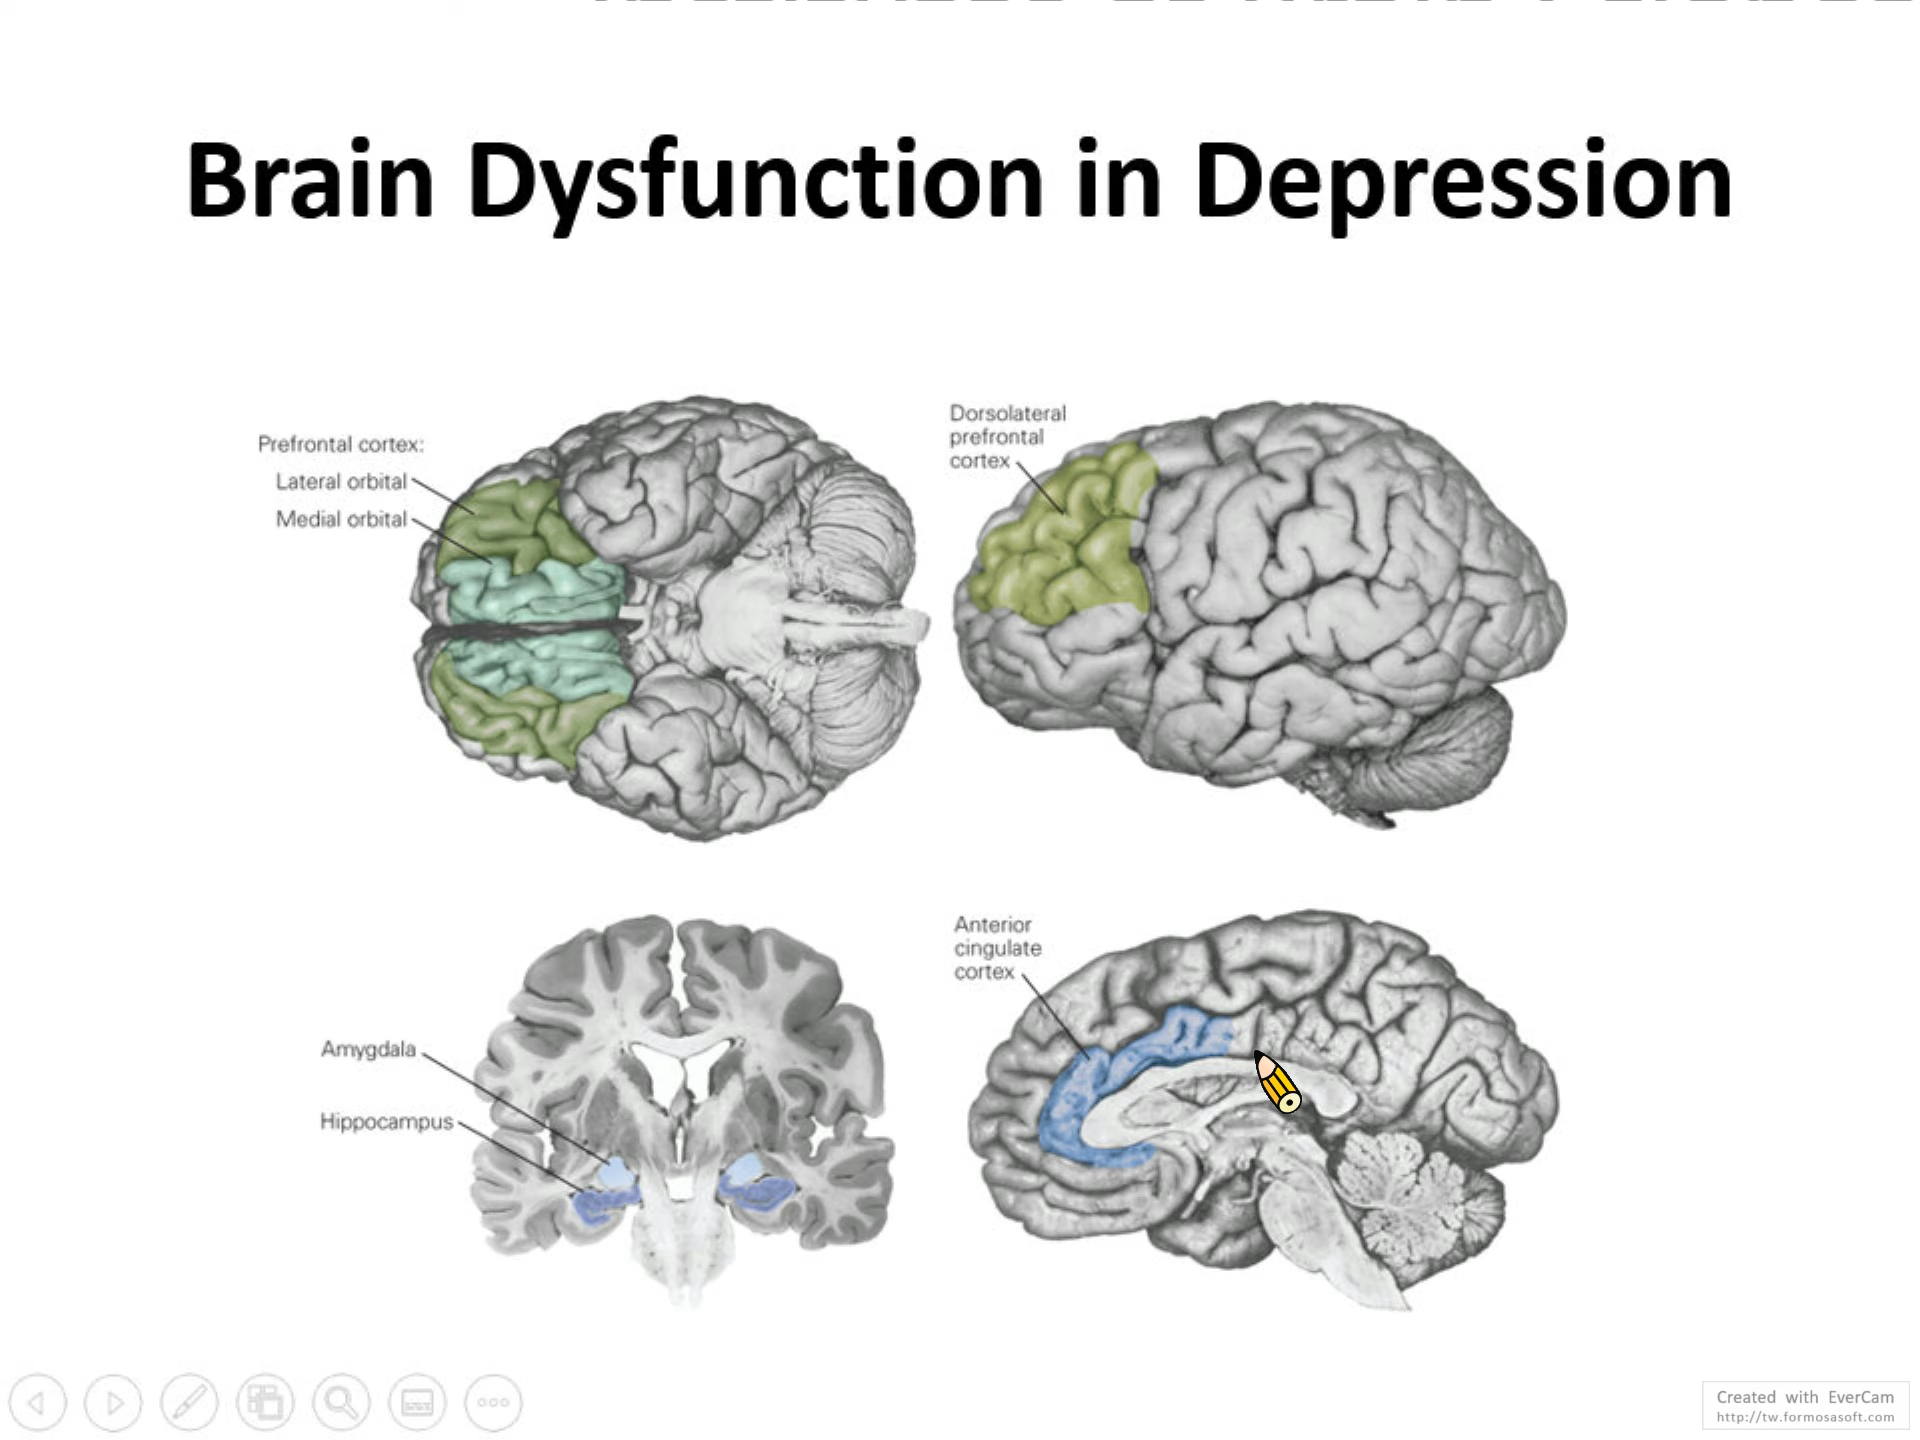 Brain Dysfunction in Depression
Prefrontal cortex:
Lateral orbital
Medial orbital
Dorsolateral
prefrontal
cortex
Amygdala
Hippocampus
Anterior
cingulate
cortex
Created with EverCam
http://tw.formosasoft.com